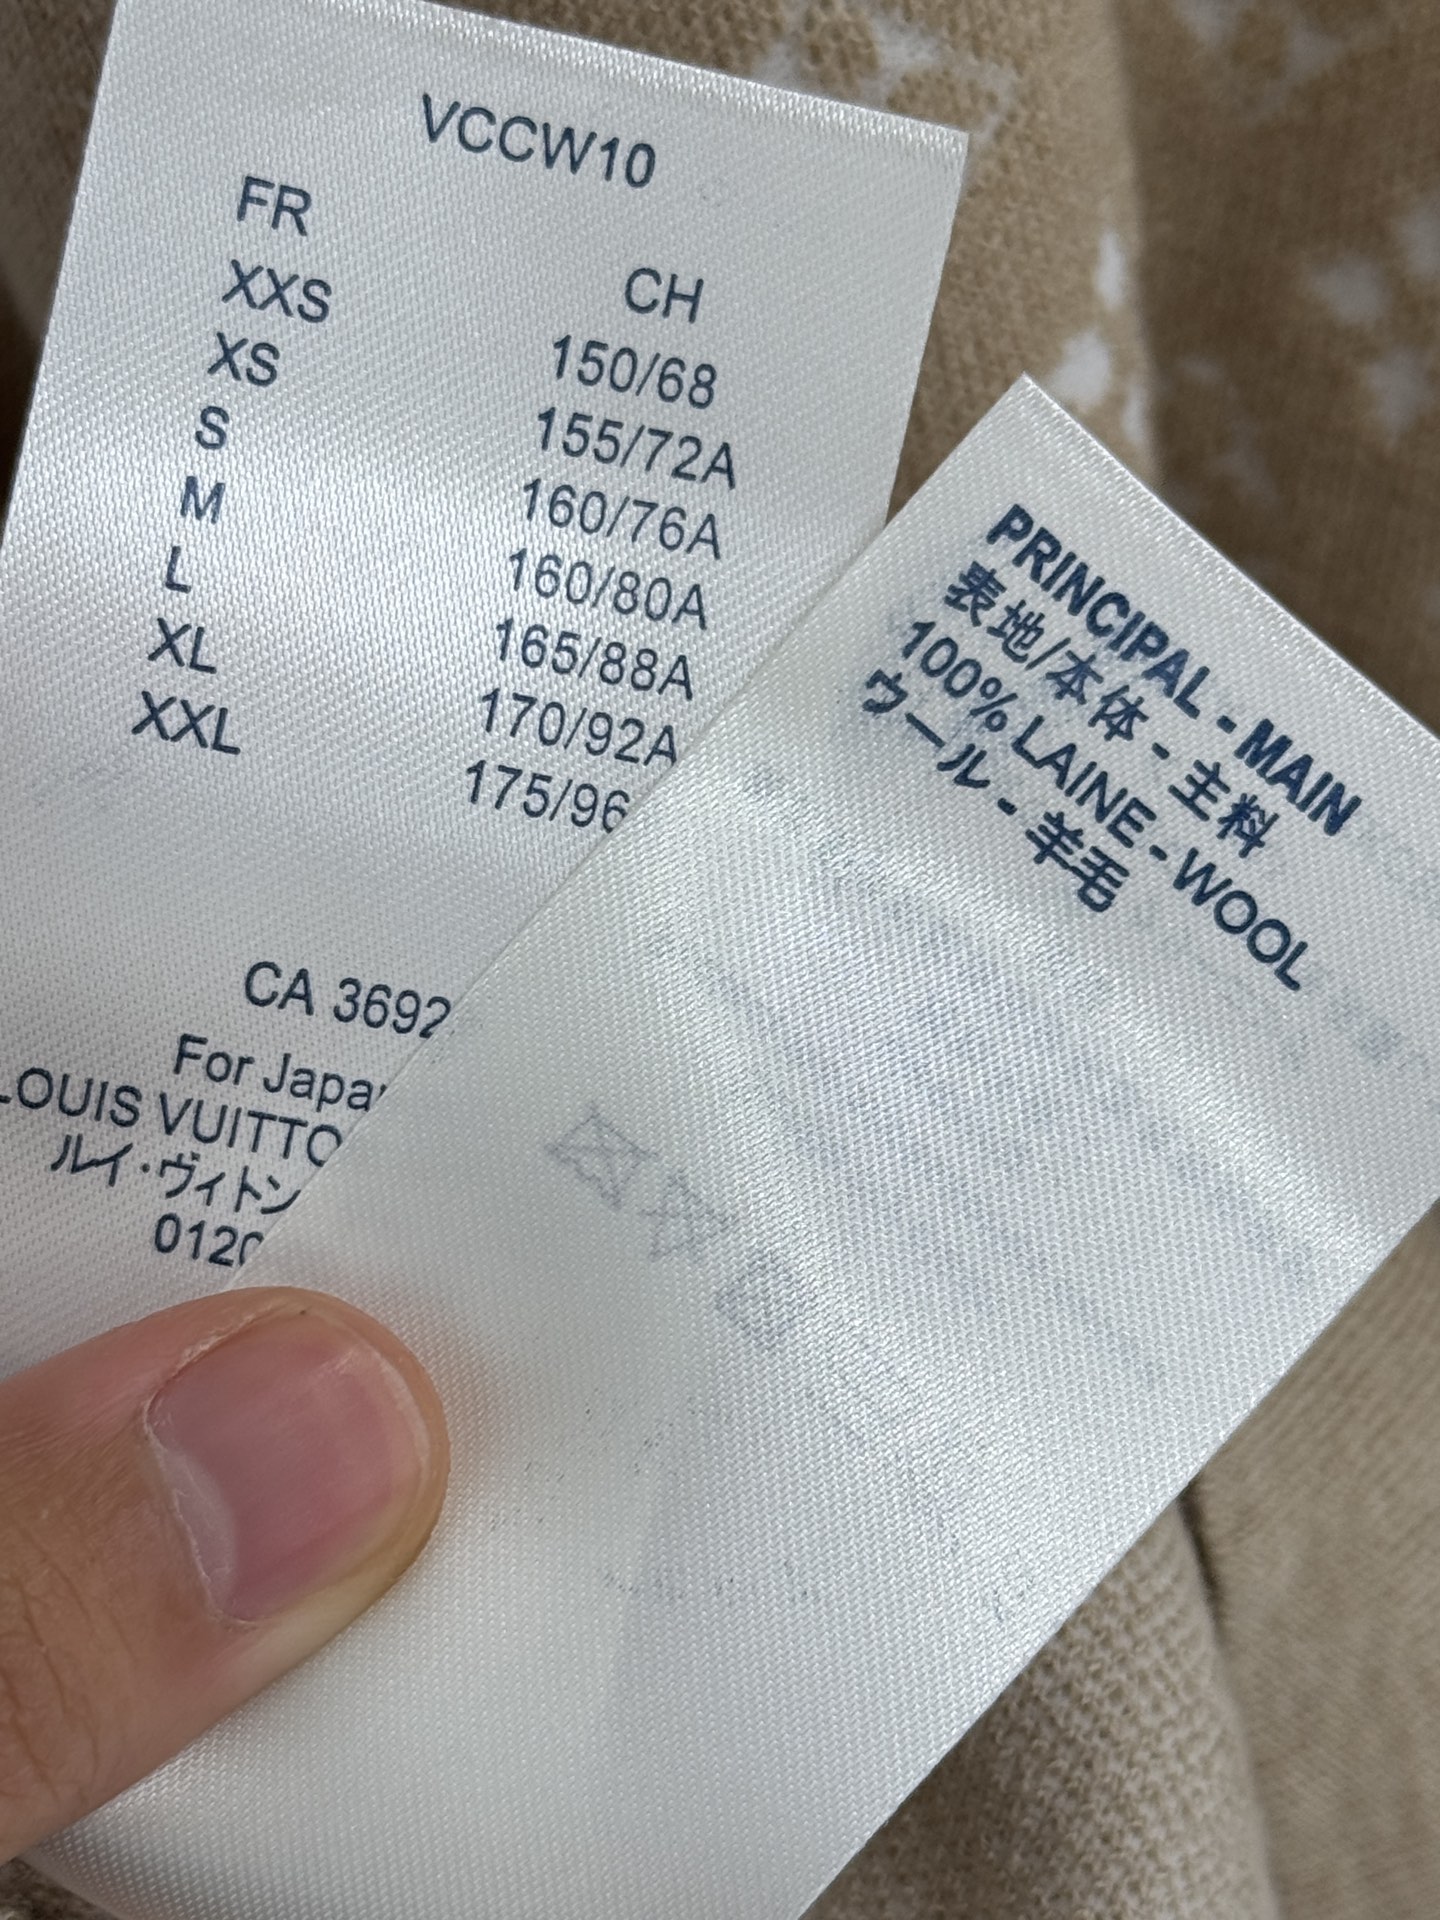 VCCW10
FR
CH
XXS
150/68
XS
155/72A
S
160/76A
M
160/80A
L
165/88A
XL
170/92A
XXL
175/96
CA 3692
For Japa
LOUIS VUITTO
ルイ・ヴィトン
0120
PRINCIPAL - MAIN
表地/本体 - 主料
100% LAINE - WOOL
ウール - 羊毛